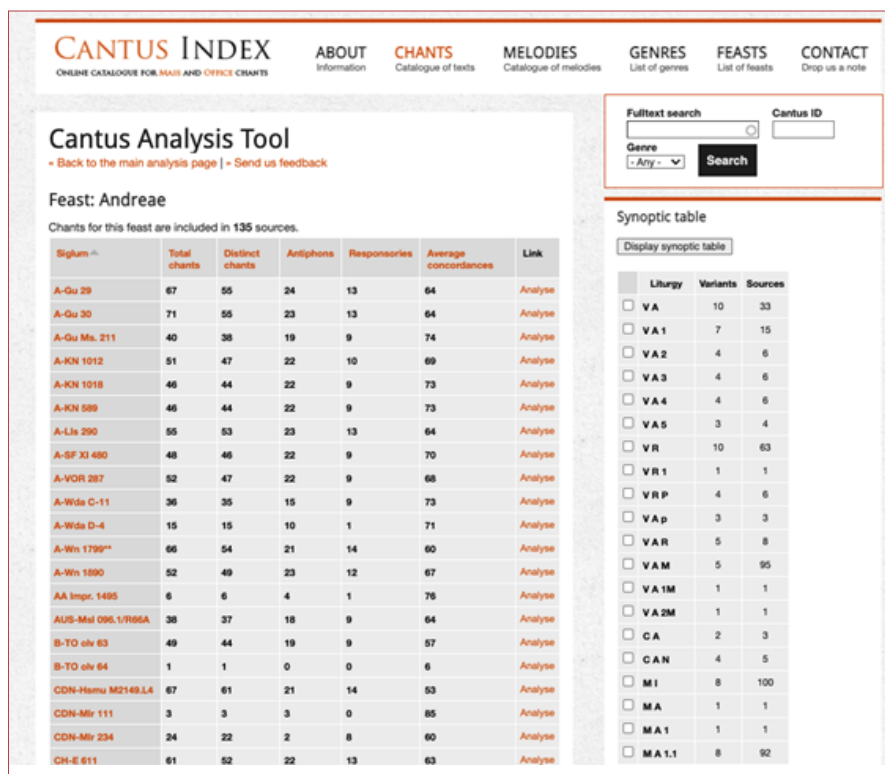 CANTUS INDEX
ONLINE CATALOGUE FOR MASS AND OFFICE CHANTS
ABOUT
Information
CHANTS
Catalogue of texts
MELODIES
Catalogue of melodies
GENRES
List of genres
FEASTS
List of feasts
CONTACT
Drop us a note
Cantus Analysis Tool
« Back to the main analysis page | » Send us feedback
Feast: Andreae
Chants for this feast are included in 135 sources.
Siglum Total chants Distinct chants Antiphons Responsories Average concordances Link
A-Gu 29 67 55 24 13 64 Analyse
A-Gu 30 71 55 23 13 64 Analyse
A-Gu Ms. 211 40 38 19 9 74 Analyse
A-KN 1012 51 47 22 10 69 Analyse
A-KN 1018 46 44 22 9 73 Analyse
A-KN 589 46 44 22 9 73 Analyse
A-LIs 290 55 53 23 13 64 Analyse
A-SF XI 480 48 46 22 9 70 Analyse
A-VOR 287 52 47 22 9 68 Analyse
A-Wda C-11 36 35 15 9 73 Analyse
A-Wda D-4 15 15 10 1 71 Analyse
A-Wn 1799** 66 54 21 14 60 Analyse
A-Wn 1890 52 49 23 12 67 Analyse
AA Impr. 1495 6 6 4 1 76 Analyse
AUS-Msl 096.1/R66A 38 37 18 9 64 Analyse
B-TO olv 63 49 44 19 9 57 Analyse
B-TO olv 64 1 1 0 0 6 Analyse
CDN-Hsmu M2149.L4 67 61 21 14 53 Analyse
CDN-Mlr 111 3 3 3 0 85 Analyse
CDN-Mlr 234 24 22 2 8 60 Analyse
CH-E 611 61 52 22 13 63 Analyse
Fulltext search
Cantus ID
Genre
- Any -
Search
Synoptic table
Display synoptic table
Liturgy Variants Sources
V A 10 33
V A 1 7 15
V A 2 4 6
V A 3 4 6
V A 4 4 6
V A 5 3 4
V R 10 63
V R 1 1 1
V R P 4 6
V A p 3 3
V A R 5 8
V A M 5 95
V A 1M 1 1
V A 2M 1 1
C A 2 3
C A N 4 5
M I 8 100
M A 1 1
M A 1 1 1
M A 1.1 8 92